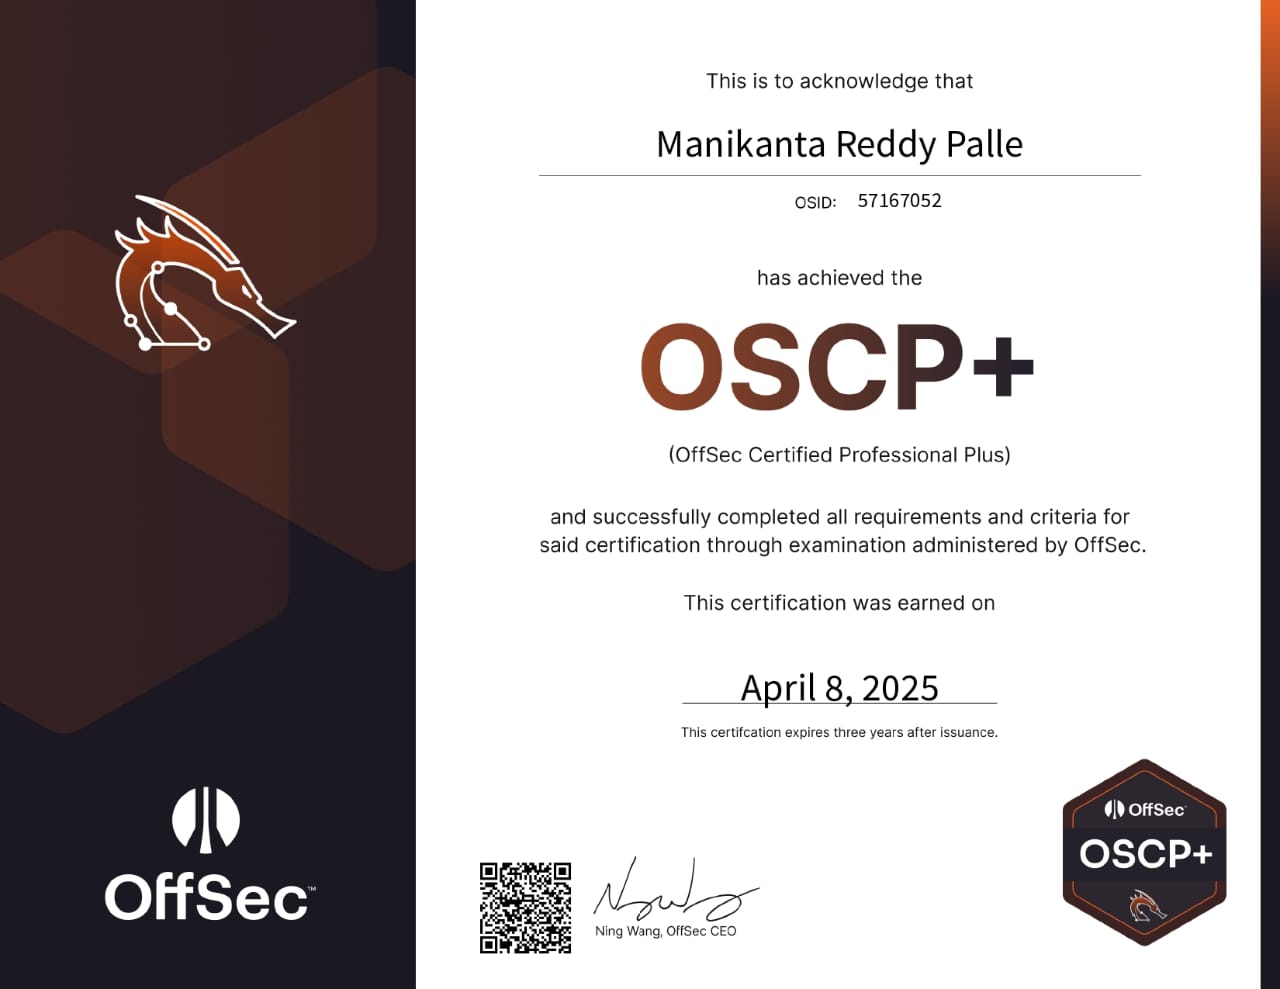 This is to acknowledge that
Manikanta Reddy Palle
OSID: 57167052
has achieved the
OSCP+
(OffSec Certified Professional Plus)
and successfully completed all requirements and criteria for
said certification through examination administered by OffSec.
This certification was earned on
April 8, 2025
This certifcation expires three years after issuance.
Ning Wang, OffSec CEO
OffSec™
OffSec
OSCP+